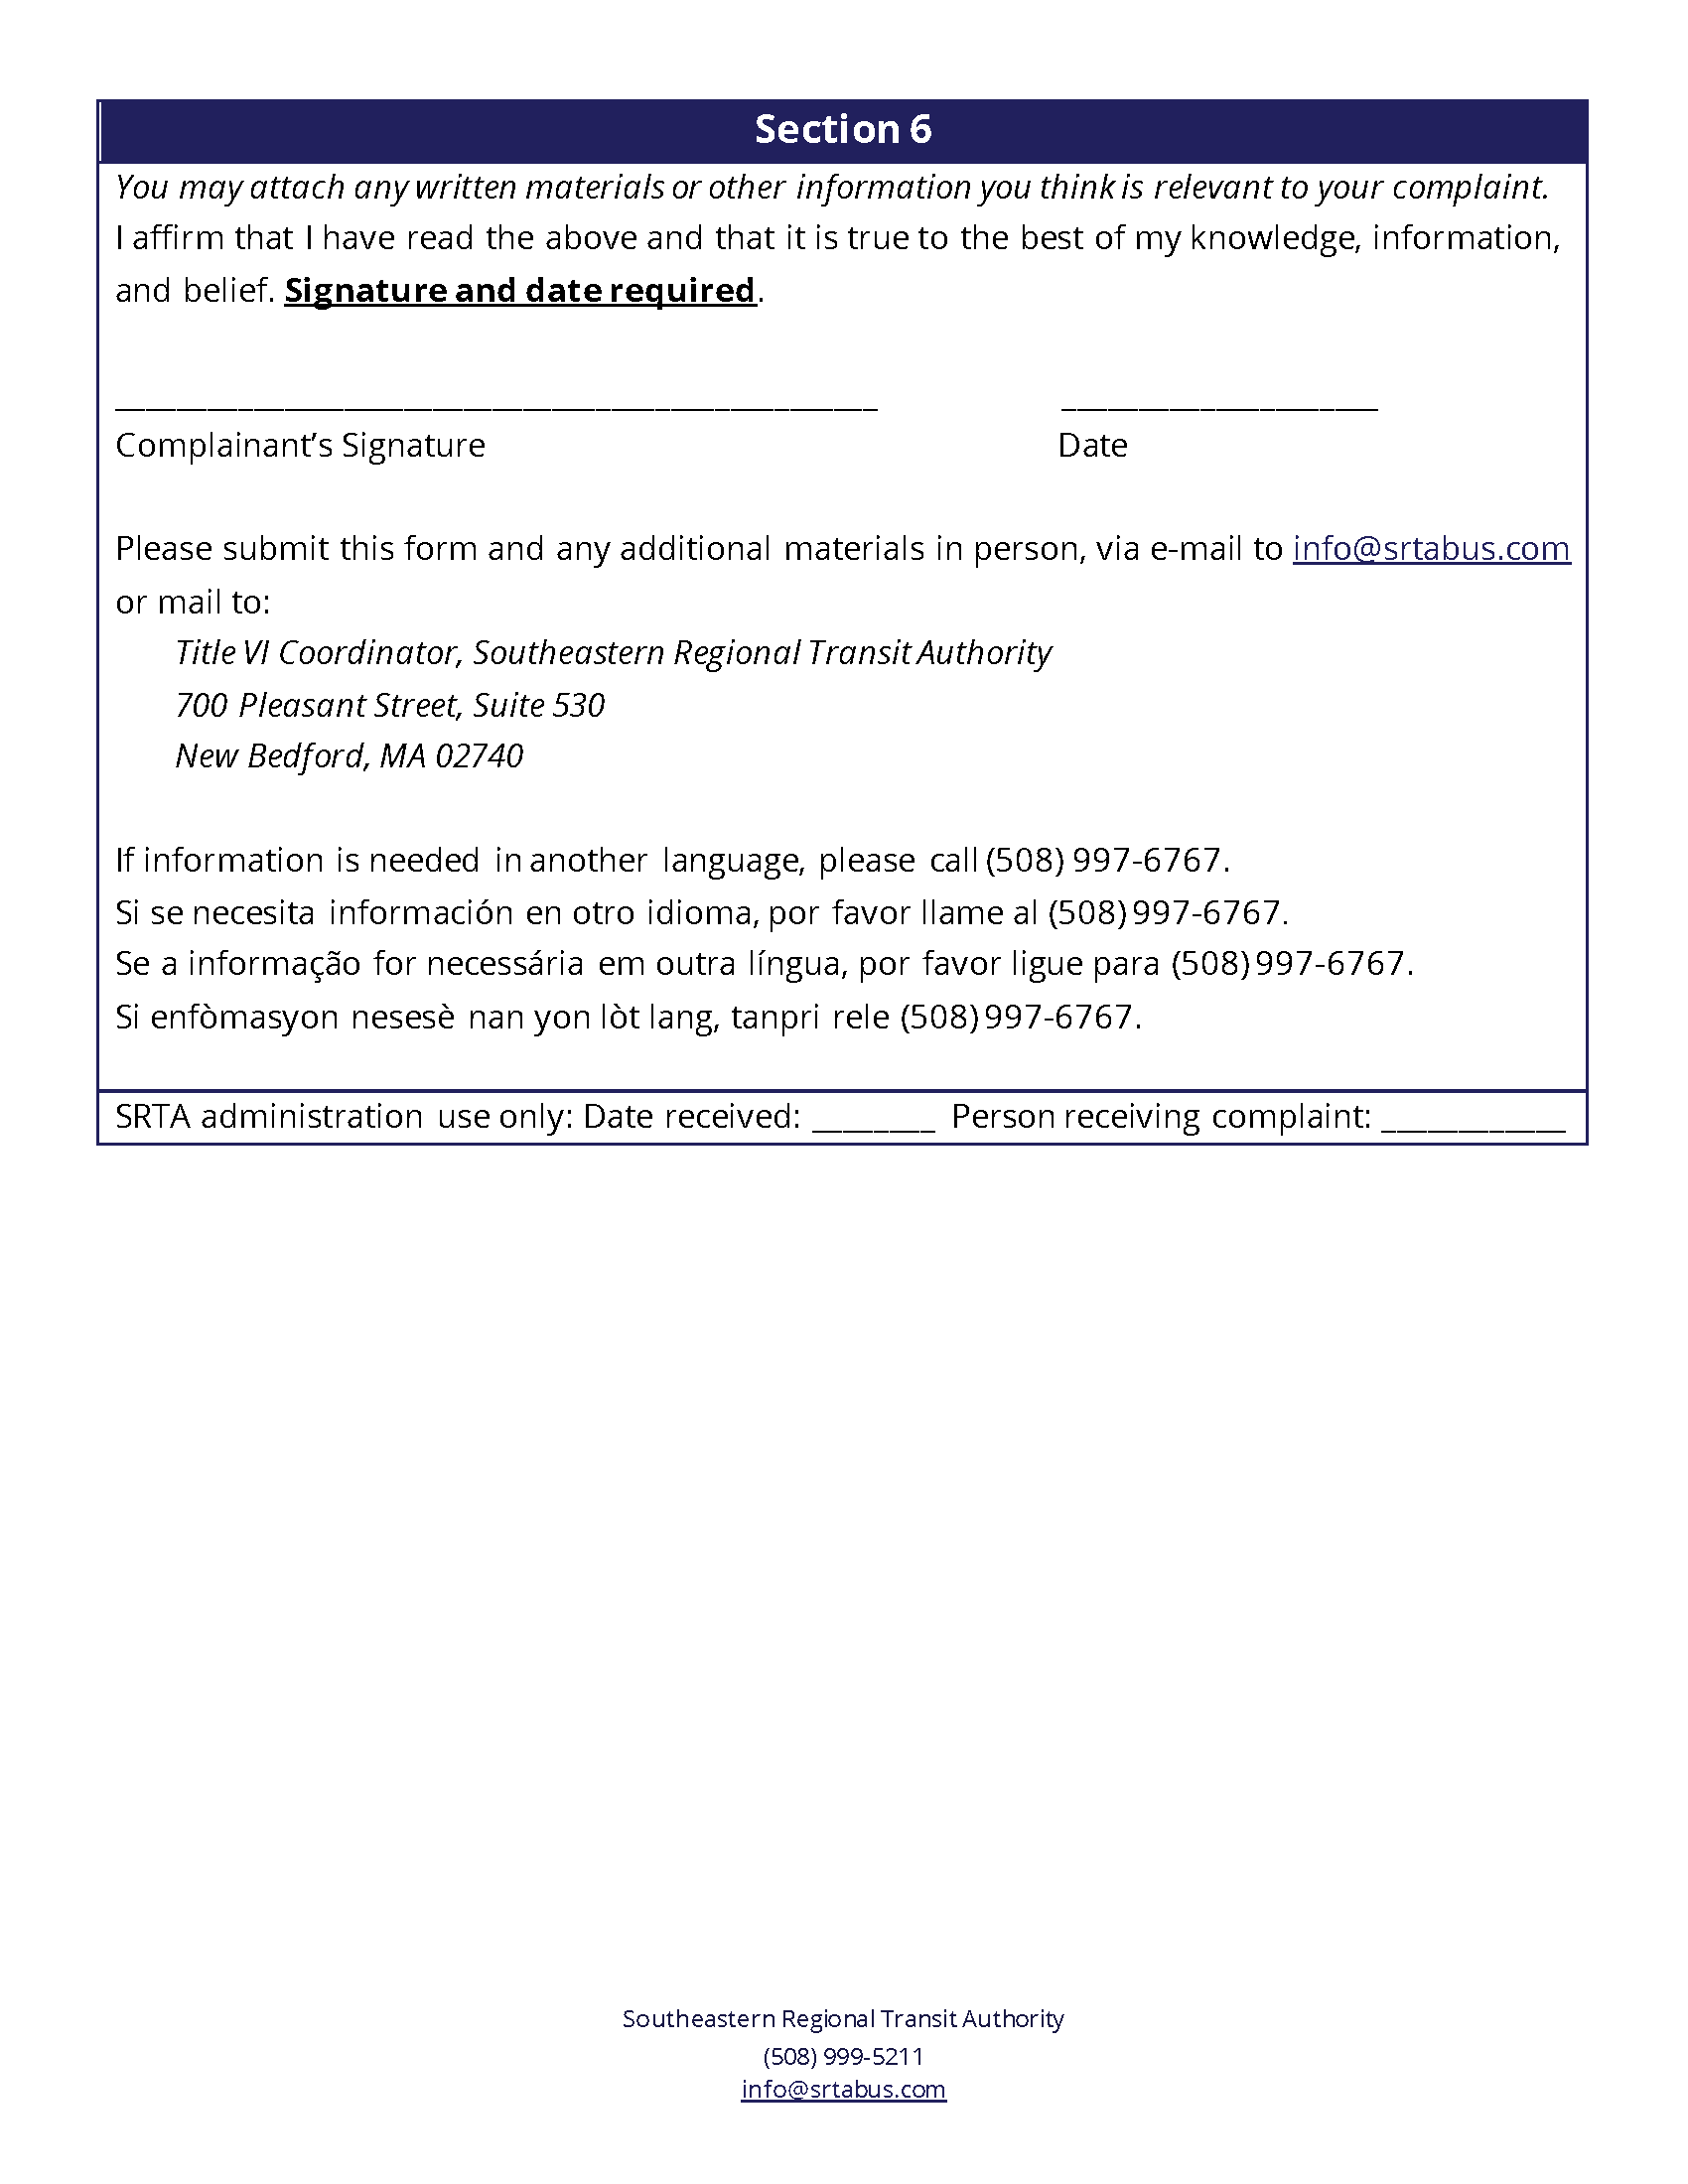 Section 6
You may attach any written materials or other information you think is relevant to your complaint.
I affirm that I have read the above and that it is true to the best of my knowledge, information,
and belief. Signature and date required.
__________________________________________________ _____________________
Complainant’s Signature Date
Please submit this form and any additional materials in person, via e-mail to info@srtabus.com
or mail to:
Title VI Coordinator, Southeastern Regional Transit Authority
700 Pleasant Street, Suite 530
New Bedford, MA 02740
If information is needed in another language, please call (508) 997-6767.
Si se necesita información en otro idioma, por favor llame al (508) 997-6767.
Se a informação for necessária em outra língua, por favor ligue para (508) 997-6767.
Si enfòmasyon nesesè nan yon lòt lang, tanpri rele (508) 997-6767.
SRTA administration use only: Date received: ________ Person receiving complaint: ____________
Southeastern Regional Transit Authority
(508) 999-5211
info@srtabus.com